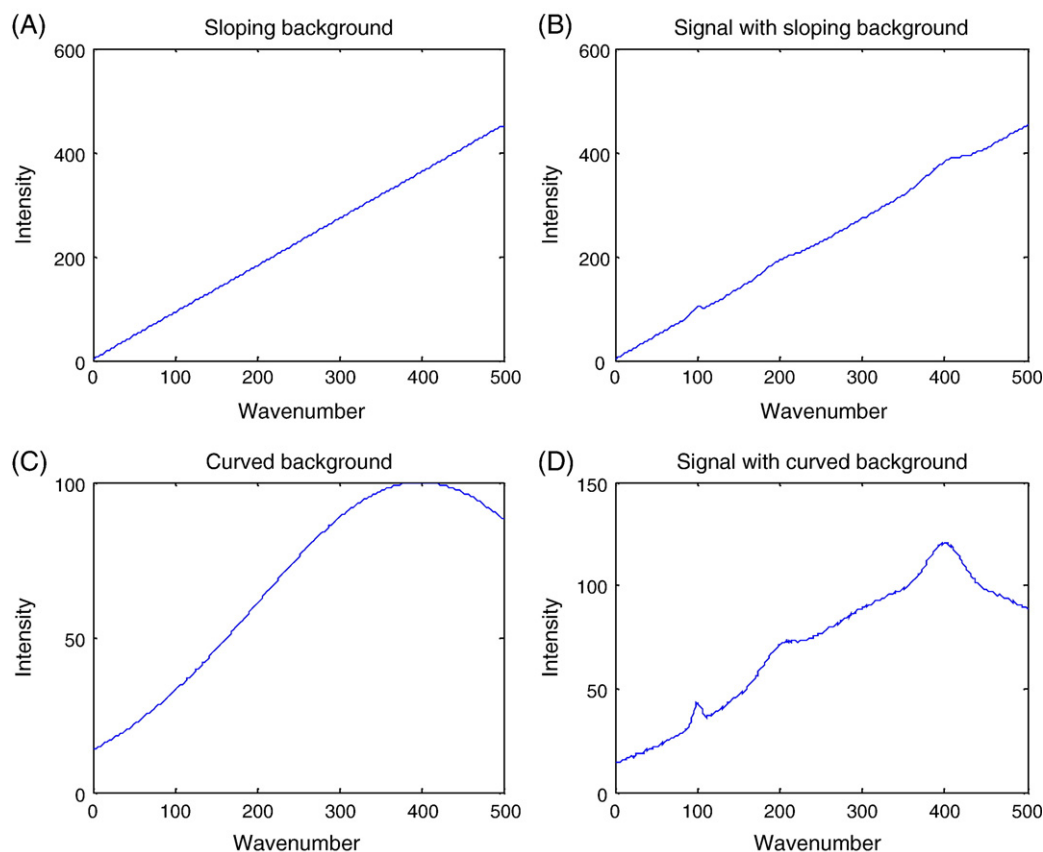 (A)
Sloping background
600
400
200
0
Intensity
0 100 200 300 400 500
Wavenumber
(B)
Signal with sloping background
600
400
200
0
Intensity
0 100 200 300 400 500
Wavenumber
(C)
Curved background
100
50
0
Intensity
0 100 200 300 400 500
Wavenumber
(D)
Signal with curved background
150
100
50
0
Intensity
0 100 200 300 400 500
Wavenumber